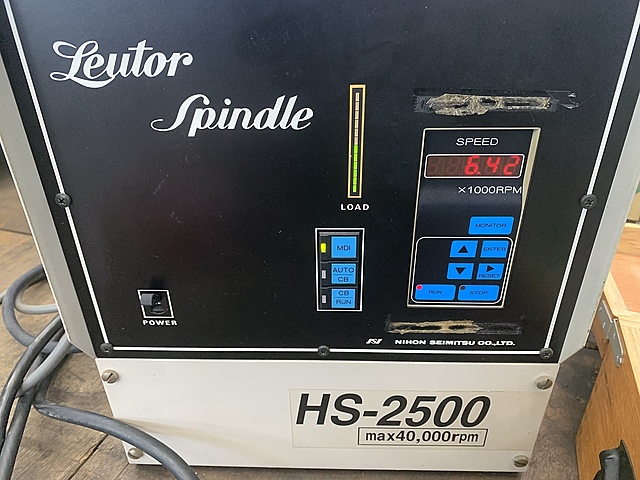 Leutor
Spindle
SPEED
6.42
×1000RPM
LOAD
MONITOR
MDI
ENTER
AUTO
CB
RESET
CB
RUN
RUN
STOP
POWER
NIHON SEIMITSU CO.,LTD.
HS-2500
max40,000rpm